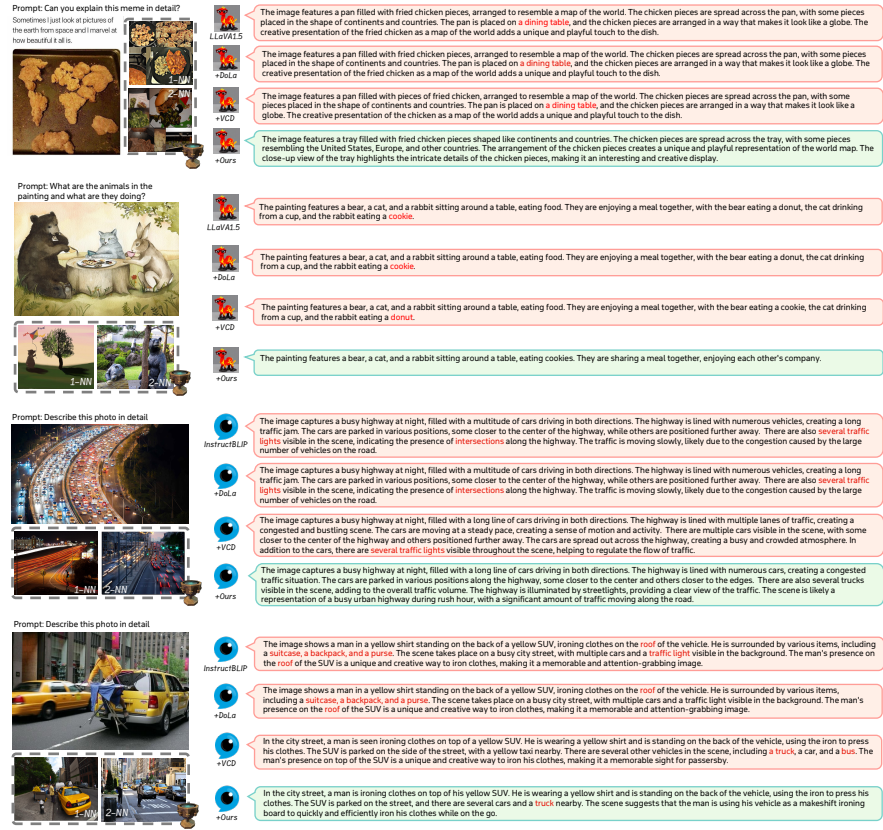 Prompt: Can you explain this meme in detail?
Sometimes I just look at pictures of
the earth from space and I marvel at
how beautiful it all is.
1-NN
2-NN
LLaVA1.5
The image features a pan filled with fried chicken pieces, arranged to resemble a map of the world. The chicken pieces are spread across the pan, with some pieces
placed in the shape of continents and countries. The pan is placed on a dining table, and the chicken pieces are arranged in a way that makes it look like a globe. The
creative presentation of the fried chicken as a map of the world adds a unique and playful touch to the dish.
+DoLa
The image features a pan filled with fried chicken pieces, arranged to resemble a map of the world. The chicken pieces are spread across the pan, with some pieces
placed in the shape of continents and countries. The pan is placed on a dining table, and the chicken pieces are arranged in a way that makes it look like a globe. The
creative presentation of the fried chicken as a map of the world adds a unique and playful touch to the dish.
+VCD
The image features a pan filled with pieces of fried chicken, arranged to resemble a map of the world. The chicken pieces are spread across the pan, with some
pieces placed in the shape of continents and countries. The pan is placed on a dining table, and the chicken pieces are arranged in a way that makes it look like a
globe. The creative presentation of the chicken as a map of the world adds a unique and playful touch to the dish.
+Ours
The image features a tray filled with fried chicken pieces shaped like continents and countries. The chicken pieces are spread across the tray, with some pieces
resembling the United States, Europe, and other countries. The arrangement of the chicken pieces creates a unique and playful representation of the world map. The
close-up view of the tray highlights the intricate details of the chicken pieces, making it an interesting and creative display.
Prompt: What are the animals in the
painting and what are they doing?
1-NN
2-NN
LLaVA1.5
The painting features a bear, a cat, and a rabbit sitting around a table, eating food. They are enjoying a meal together, with the bear eating a donut, the cat drinking
from a cup, and the rabbit eating a cookie.
+DoLa
The painting features a bear, a cat, and a rabbit sitting around a table, eating food. They are enjoying a meal together, with the bear eating a donut, the cat drinking
from a cup, and the rabbit eating a cookie.
+VCD
The painting features a bear, a cat, and a rabbit sitting around a table, eating food. They are enjoying a meal together, with the bear eating a cookie, the cat drinking
from a cup, and the rabbit eating a donut.
+Ours
The painting features a bear, a cat, and a rabbit sitting around a table, eating cookies. They are sharing a meal together, enjoying each other's company.
Prompt: Describe this photo in detail
1-NN
2-NN
InstructBLIP
The image captures a busy highway at night, filled with a multitude of cars driving in both directions. The highway is lined with numerous vehicles, creating a long
traffic jam. The cars are parked in various positions, some closer to the center of the highway, while others are positioned further away. There are also several traffic
lights visible in the scene, indicating the presence of intersections along the highway. The traffic is moving slowly, likely due to the congestion caused by the large
number of vehicles on the road.
+DoLa
The image captures a busy highway at night, filled with a multitude of cars driving in both directions. The highway is lined with numerous vehicles, creating a long
traffic jam. The cars are parked in various positions, some closer to the center of the highway, while others are positioned further away. There are also several traffic
lights visible in the scene, indicating the presence of intersections along the highway. The traffic is moving slowly, likely due to the congestion caused by the large
number of vehicles on the road.
+VCD
The image captures a busy highway at night, filled with a long line of cars driving in both directions. The highway is lined with multiple lanes of traffic, creating a
congested and bustling scene. The cars are moving at a steady pace, creating a sense of motion and activity. There are multiple cars visible in the scene, with some
closer to the center of the highway and others positioned further away. The cars are spread out across the highway, creating a busy and crowded atmosphere. In
addition to the cars, there are several traffic lights visible throughout the scene, helping to regulate the flow of traffic.
+Ours
The image captures a busy highway at night, filled with a long line of cars driving in both directions. The highway is lined with numerous cars, creating a congested
traffic situation. The cars are parked in various positions along the highway, some closer to the center and others closer to the edges. There are also several trucks
visible in the scene, adding to the overall traffic volume. The highway is illuminated by streetlights, providing a clear view of the traffic. The scene is likely a
representation of a busy urban highway during rush hour, with a significant amount of traffic moving along the road.
Prompt: Describe this photo in detail
1-NN
2-NN
InstructBLIP
The image shows a man in a yellow shirt standing on the back of a yellow SUV, ironing clothes on the roof of the vehicle. He is surrounded by various items, including
a suitcase, a backpack, and a purse. The scene takes place on a busy city street, with multiple cars and a traffic light visible in the background. The man's presence on
the roof of the SUV is a unique and creative way to iron clothes, making it a memorable and attention-grabbing image.
+DoLa
The image shows a man in a yellow shirt standing on the back of a yellow SUV, ironing clothes on the roof of the vehicle. He is surrounded by various items,
including a suitcase, a backpack, and a purse. The scene takes place on a busy city street, with multiple cars and a traffic light visible in the background. The man's
presence on the roof of the SUV is a unique and creative way to iron clothes, making it a memorable and attention-grabbing image.
+VCD
In the city street, a man is seen ironing clothes on top of a yellow SUV. He is wearing a yellow shirt and is standing on the back of the vehicle, using the iron to press
his clothes. The SUV is parked on the side of the street, with a yellow taxi nearby. There are several other vehicles in the scene, including a truck, a car, and a bus. The
man's presence on top of the SUV is a unique and creative way to iron his clothes, making it a memorable sight for passersby.
+Ours
In the city street, a man is ironing clothes on top of his yellow SUV. He is wearing a yellow shirt and is standing on the back of the vehicle, using the iron to press his
clothes. The SUV is parked on the street, and there are several cars and a truck nearby. The scene suggests that the man is using his vehicle as a makeshift ironing
board to quickly and efficiently iron his clothes while on the go.